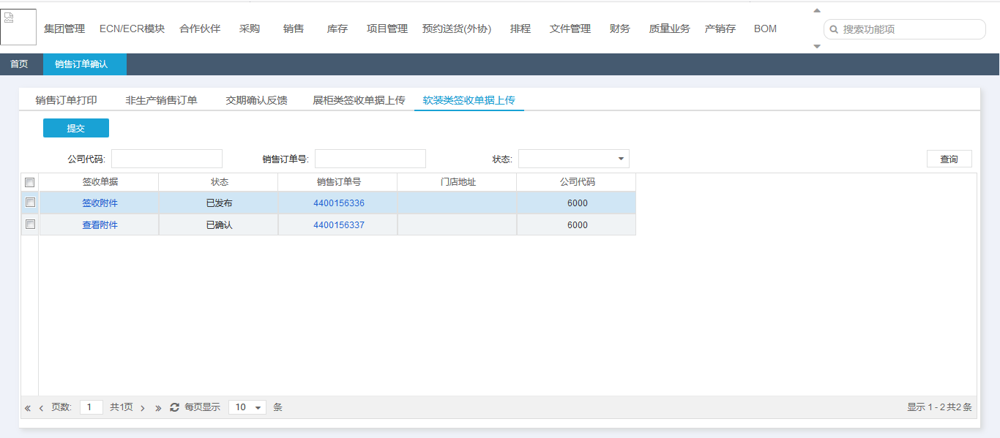 集团管理 ECN/ECR模块 合作伙伴 采购 销售 库存 项目管理 预约送货(外协) 排程 文件管理 财务 质量业务 产销存 BOM 搜索功能项
首页 销售订单确认
销售订单打印 非生产销售订单 交期确认反馈 展柜类签收单据上传 软装类签收单据上传
提交
公司代码: 销售订单号: 状态: 查询
签收单据 状态 销售订单号 门店地址 公司代码
签收附件 已发布 4400156336 6000
查看附件 已确认 4400156337 6000
« ‹ 页数: 1 共1页 › » 每页显示 10 条 显示 1 - 2 共2 条